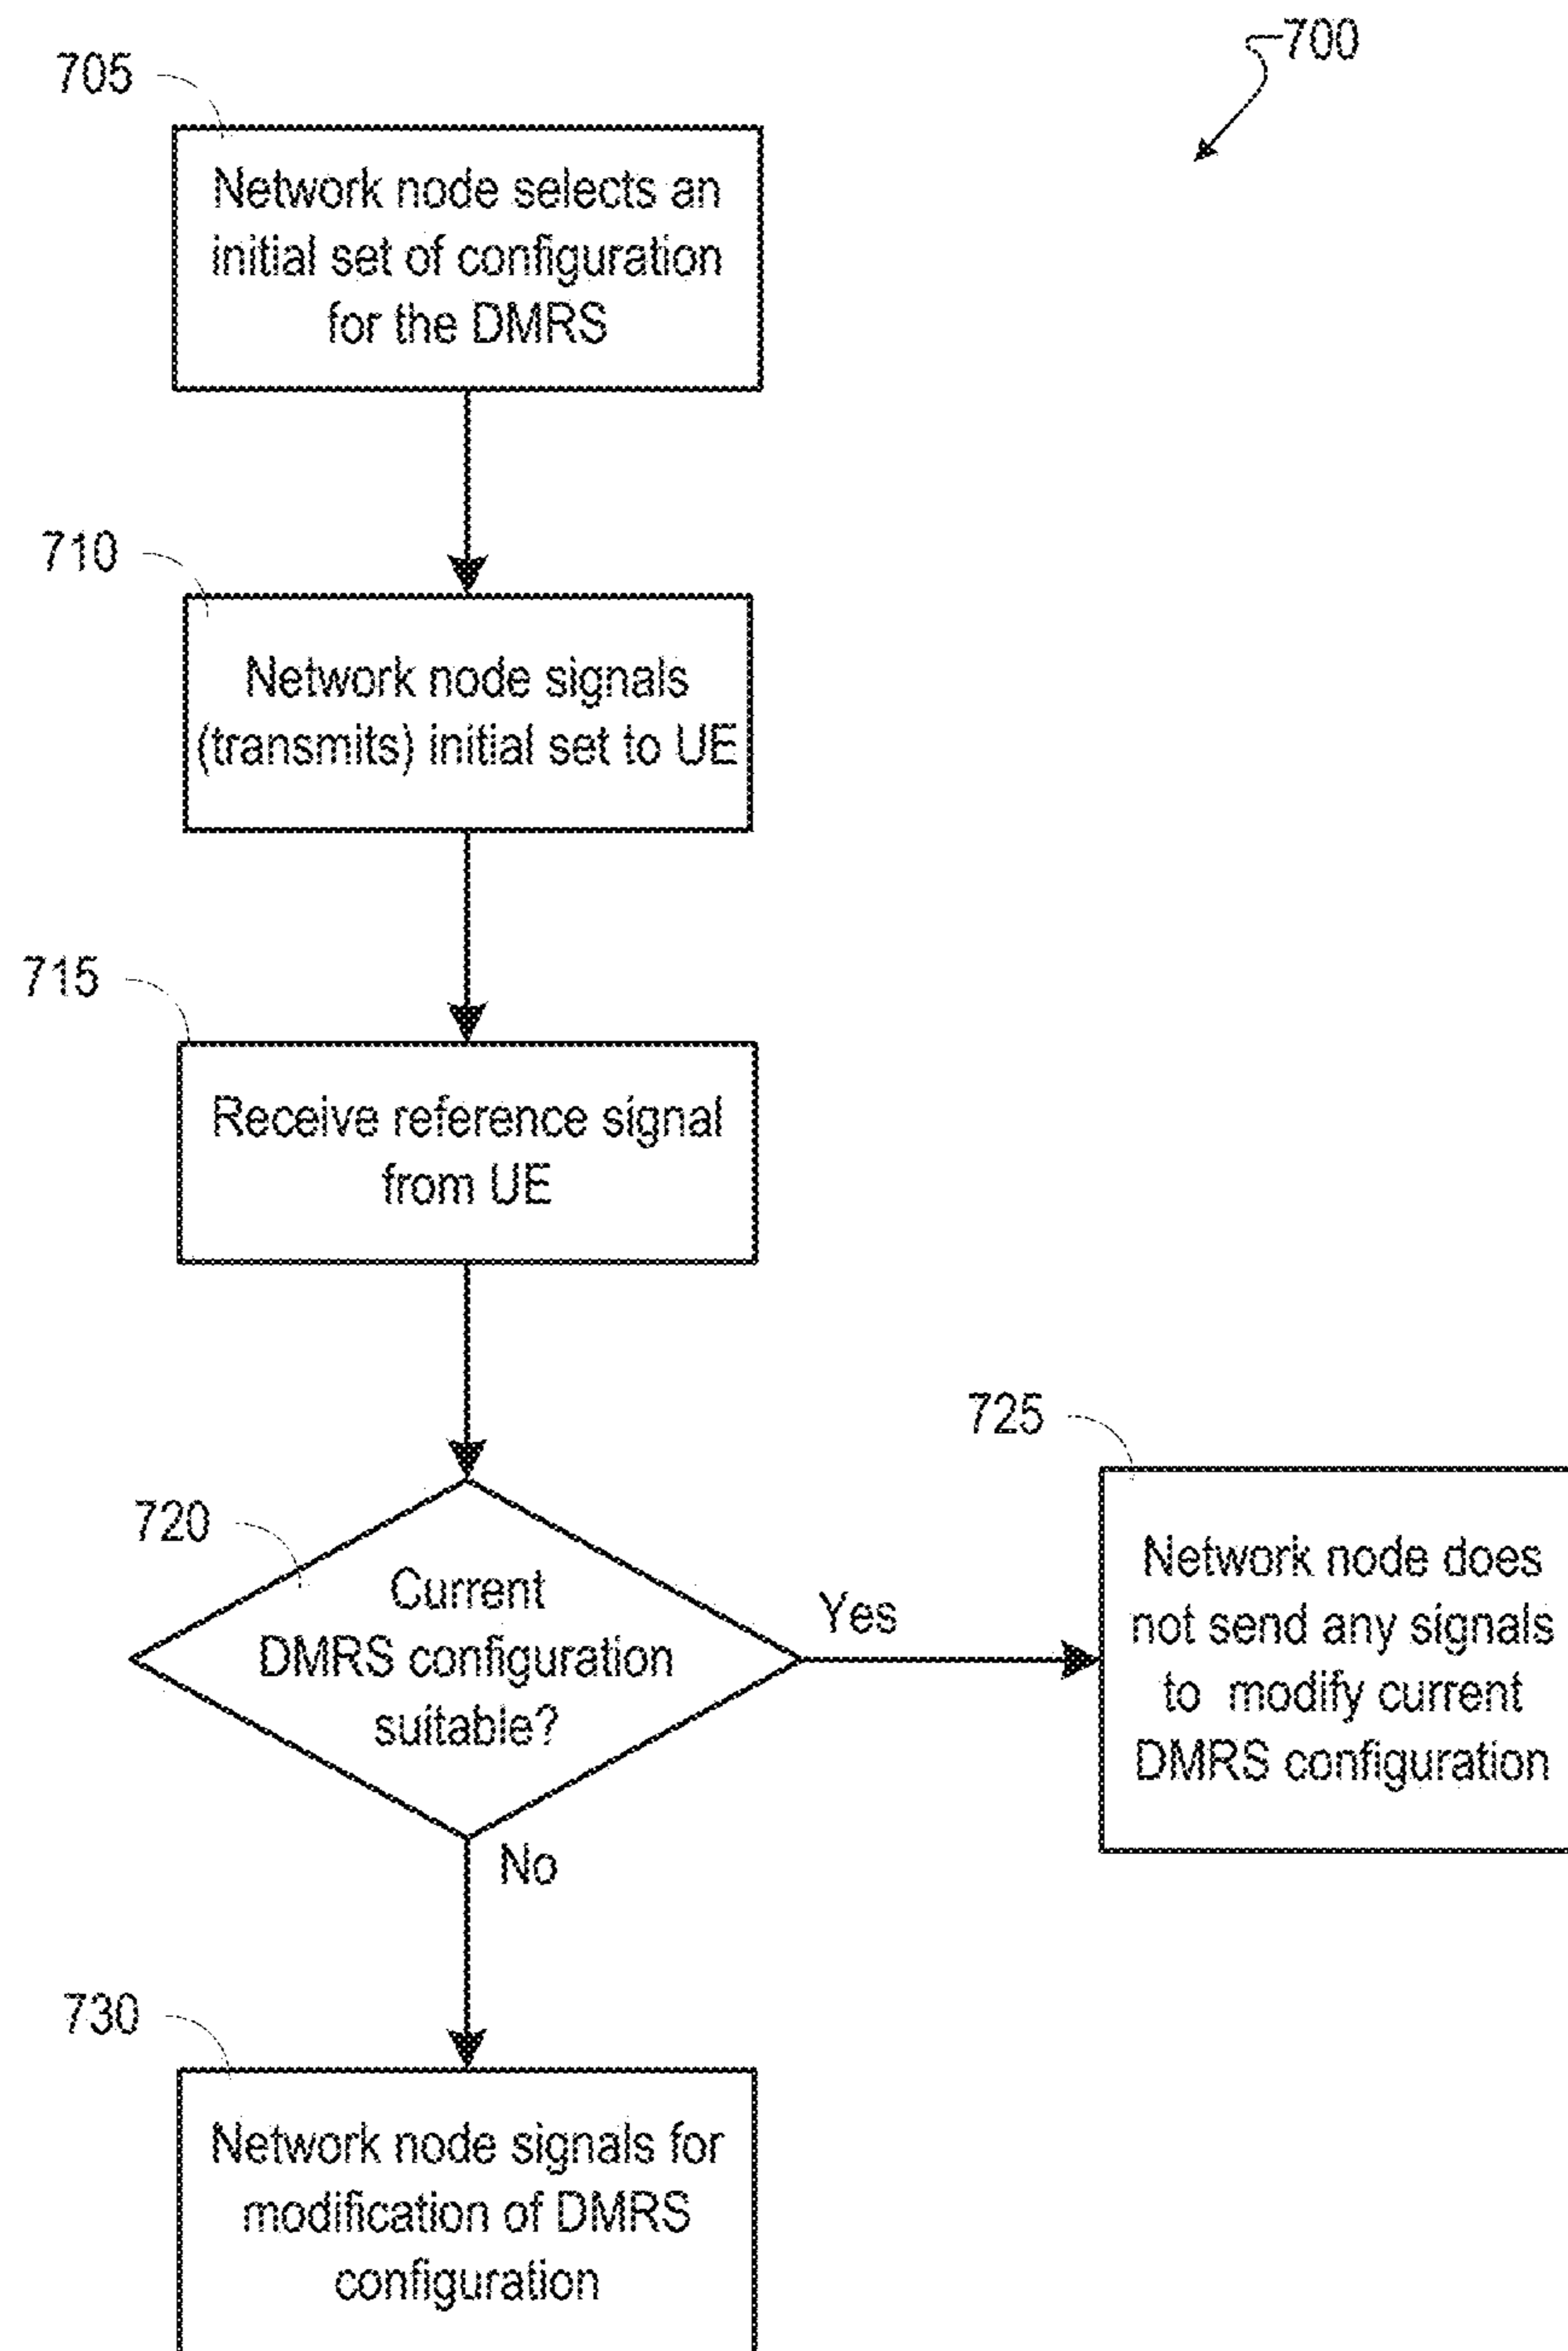 700
705
Network node selects an
initial set of configuration
for the DMRS
710
Network node signals
(transmits) initial set to UE
715
Receive reference signal
from UE
720
Current
DMRS configuration
suitable?
Yes
725
Network node does
not send any signals
to modify current
DMRS configuration
No
730
Network node signals for
modification of DMRS
configuration